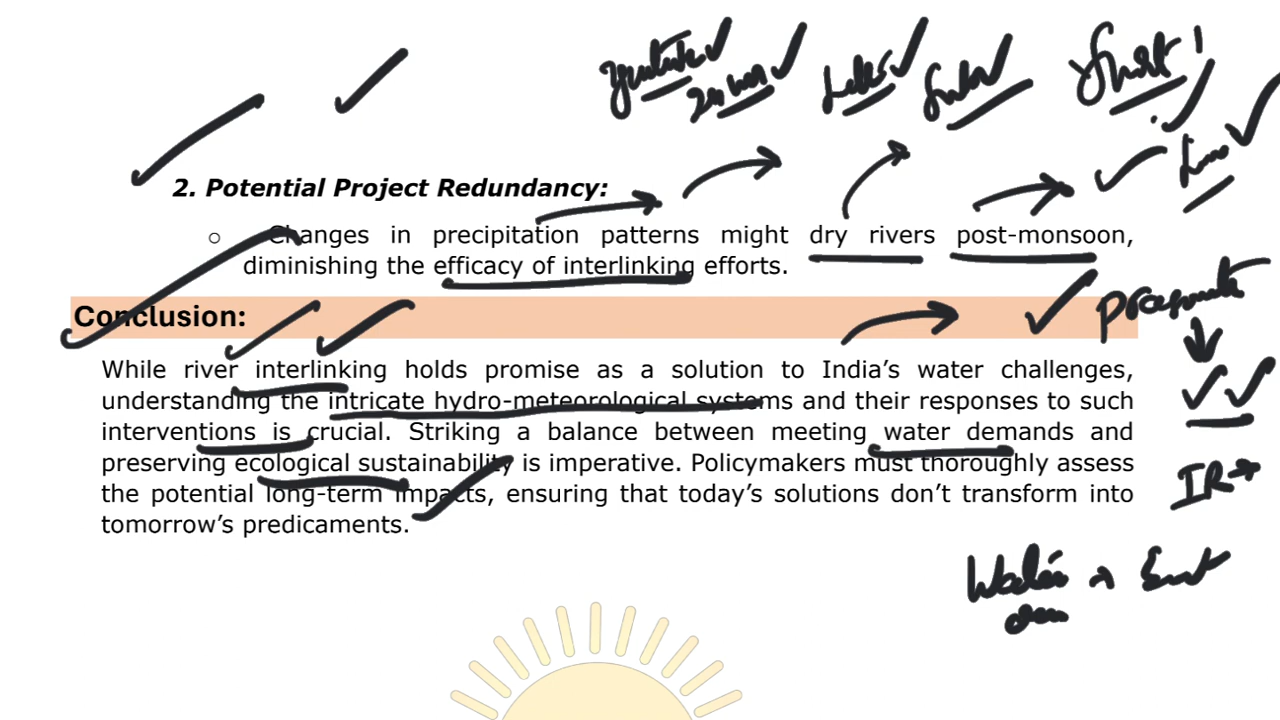 2. Potential Project Redundancy:
o Changes in precipitation patterns might dry rivers post-monsoon,
diminishing the efficacy of interlinking efforts.
Conclusion:
While river interlinking holds promise as a solution to India’s water challenges,
understanding the intricate hydro-meteorological systems and their responses to such
interventions is crucial. Striking a balance between meeting water demands and
preserving ecological sustainability is imperative. Policymakers must thoroughly assess
the potential long-term impacts, ensuring that today’s solutions don’t transform into
tomorrow’s predicaments.
IR